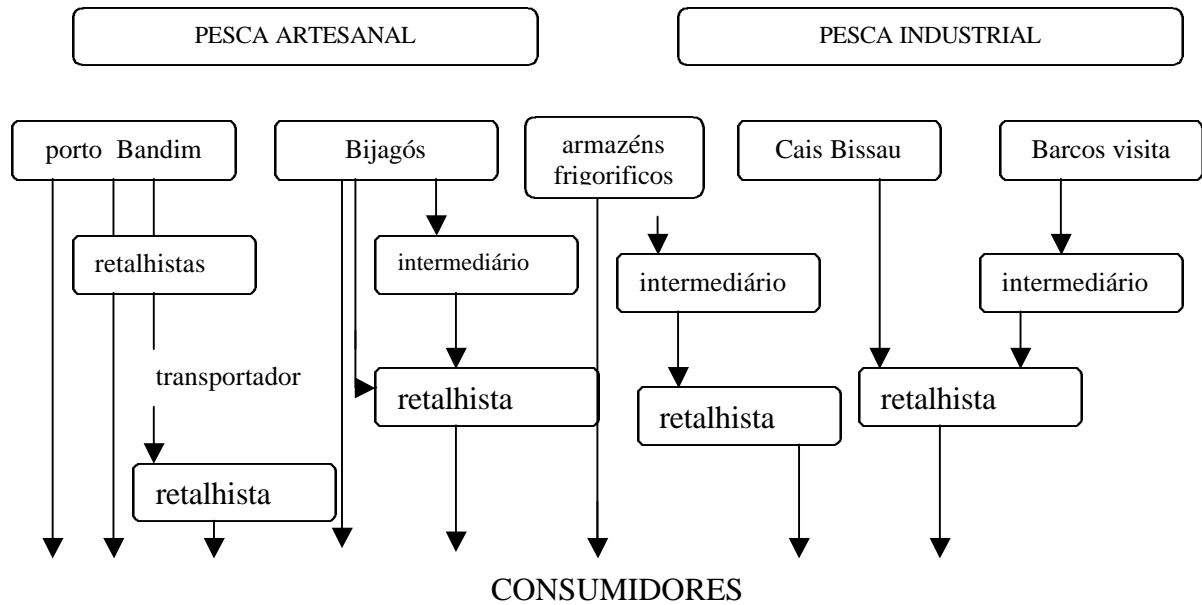 PESCA ARTESANAL
PESCA INDUSTRIAL
porto Bandim
Bijagós
armazéns
frigorificos
Cais Bissau
Barcos visita
retalhistas
intermediário
intermediário
intermediário
transportador
retalhista
retalhista
retalhista
retalhista
CONSUMIDORES